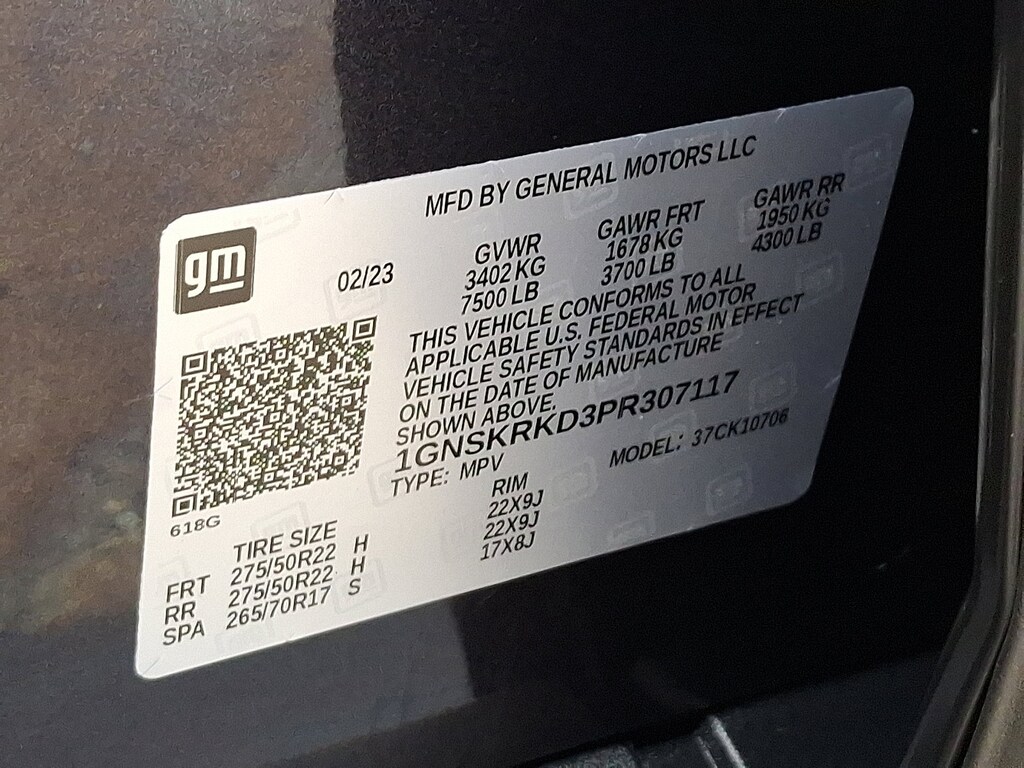 MFD BY GENERAL MOTORS LLC
gm
02/23
GVWR GAWR FRT GAWR RR
3402 KG 1678 KG 1950 KG
7500 LB 3700 LB 4300 LB
THIS VEHICLE CONFORMS TO ALL
APPLICABLE U.S. FEDERAL MOTOR
VEHICLE SAFETY STANDARDS IN EFFECT
ON THE DATE OF MANUFACTURE
SHOWN ABOVE.
1GNSKRKD3PR307117
TYPE: MPV MODEL: 37CK10706
618G
TIRE SIZE RIM
FRT 275/50R22 H 22X9J
RR 275/50R22 H 22X9J
SPA 265/70R17 S 17X8J